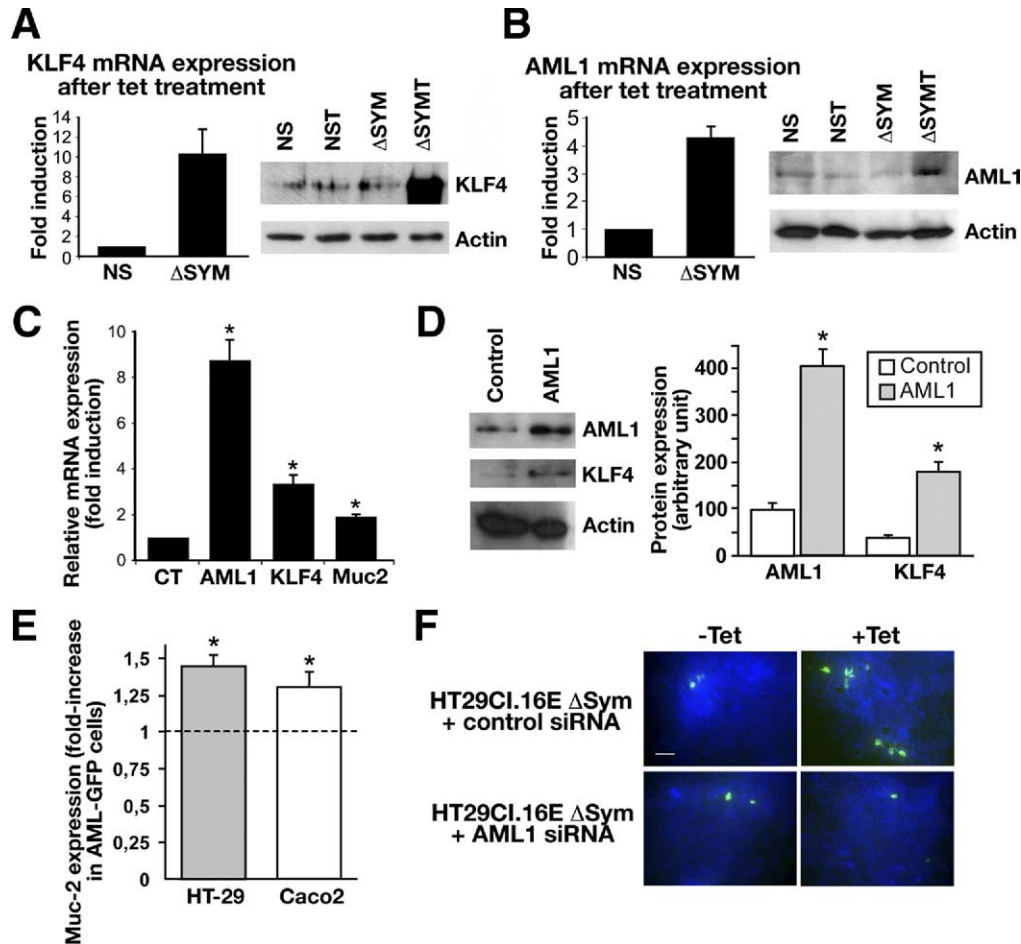 A
KLF4 mRNA expression
after tet treatment
Fold induction
14
12
10
8
6
4
2
0
NS
ΔSYM
NS
NST
ΔSYM
ΔSYMT
KLF4
Actin
B
AML1 mRNA expression
after tet treatment
Fold induction
5
4
3
2
1
0
NS
ΔSYM
NS
NST
ΔSYM
ΔSYMT
AML1
Actin
C
Relative mRNA expression
(fold induction)
10
8
6
4
2
0
*
*
*
CT
AML1
KLF4
Muc2
D
Control
AML1
AML1
KLF4
Actin
Protein expression
(arbitrary unit)
400
300
200
100
0
*
*
AML1
KLF4
Control
AML1
E
Muc-2 expression (fold-increase
in AML-GFP cells)
1,5
1,25
1
0,75
0,5
0,25
0
*
*
HT-29
Caco2
F
-Tet
+Tet
HT29Cl.16E ΔSym
+ control siRNA
HT29Cl.16E ΔSym
+ AML1 siRNA